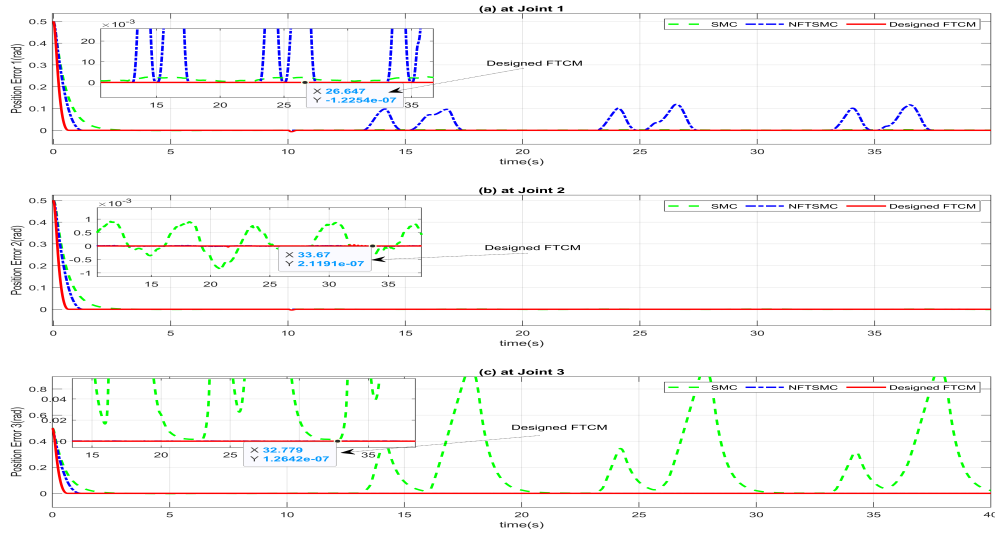 (a) at Joint 1
SMC NFTSMC Designed FTCM
×10⁻³
20
10
0
15 25 35
X 26.647
Y -1.2254e-07
Designed FTCM
Position Error 1(rad)
0.5
0.4
0.3
0.2
0.1
0
0 5 10 15 20 25 30 35
time(s)
(b) at Joint 2
SMC NFTSMC Designed FTCM
×10⁻³
1
0.5
0
-0.5
-1
15 20 25 30 35
X 33.67
Y 2.1191e-07
Designed FTCM
Position Error 2(rad)
0.5
0.4
0.3
0.2
0.1
0
0 5 10 15 20 25 30 35
time(s)
(c) at Joint 3
SMC NFTSMC Designed FTCM
0.04
0.02
0
15 20 25 30 35
X 32.779
Y 1.2642e-07
Designed FTCM
Position Error 3(rad)
0.8
0.6
0.4
0.2
0
0 5 10 15 20 25 30 35 40
time(s)